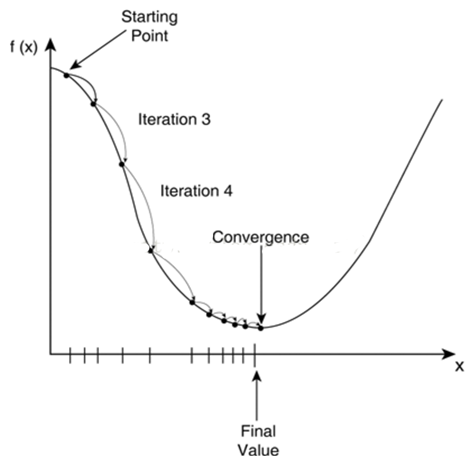 Starting
Point
f (x)
Iteration 3
Iteration 4
Convergence
x
Final
Value